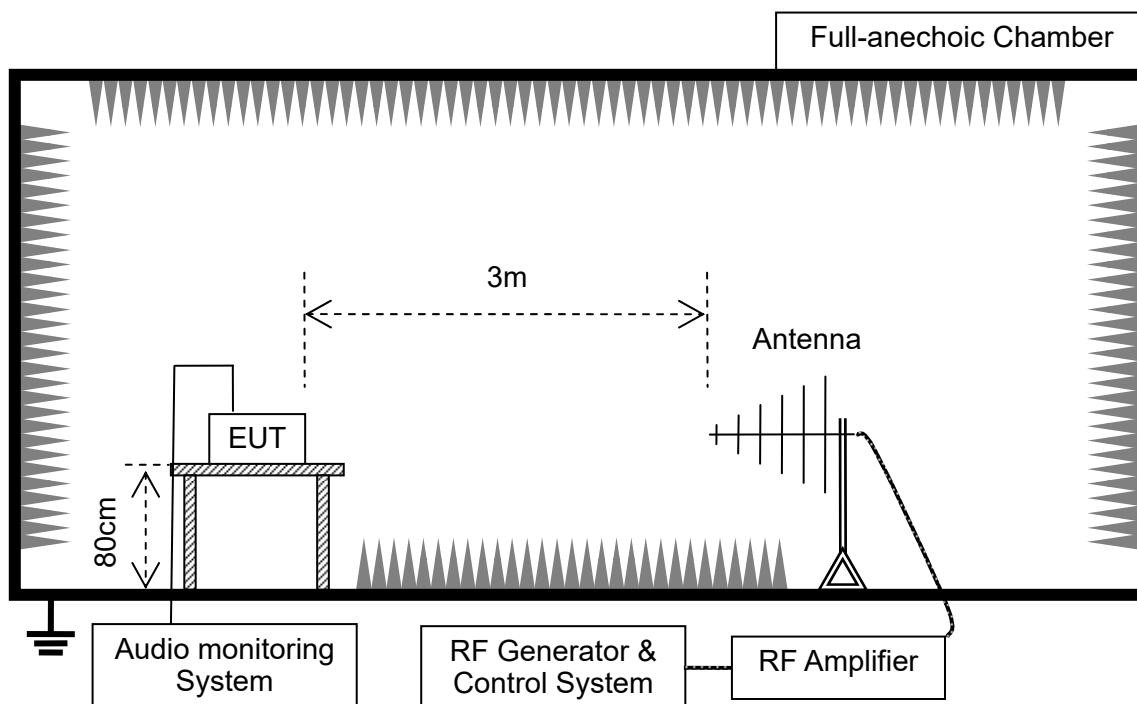 Full-anechoic Chamber
3m
Antenna
EUT
80cm
Audio monitoring
System
RF Generator &
Control System
RF Amplifier